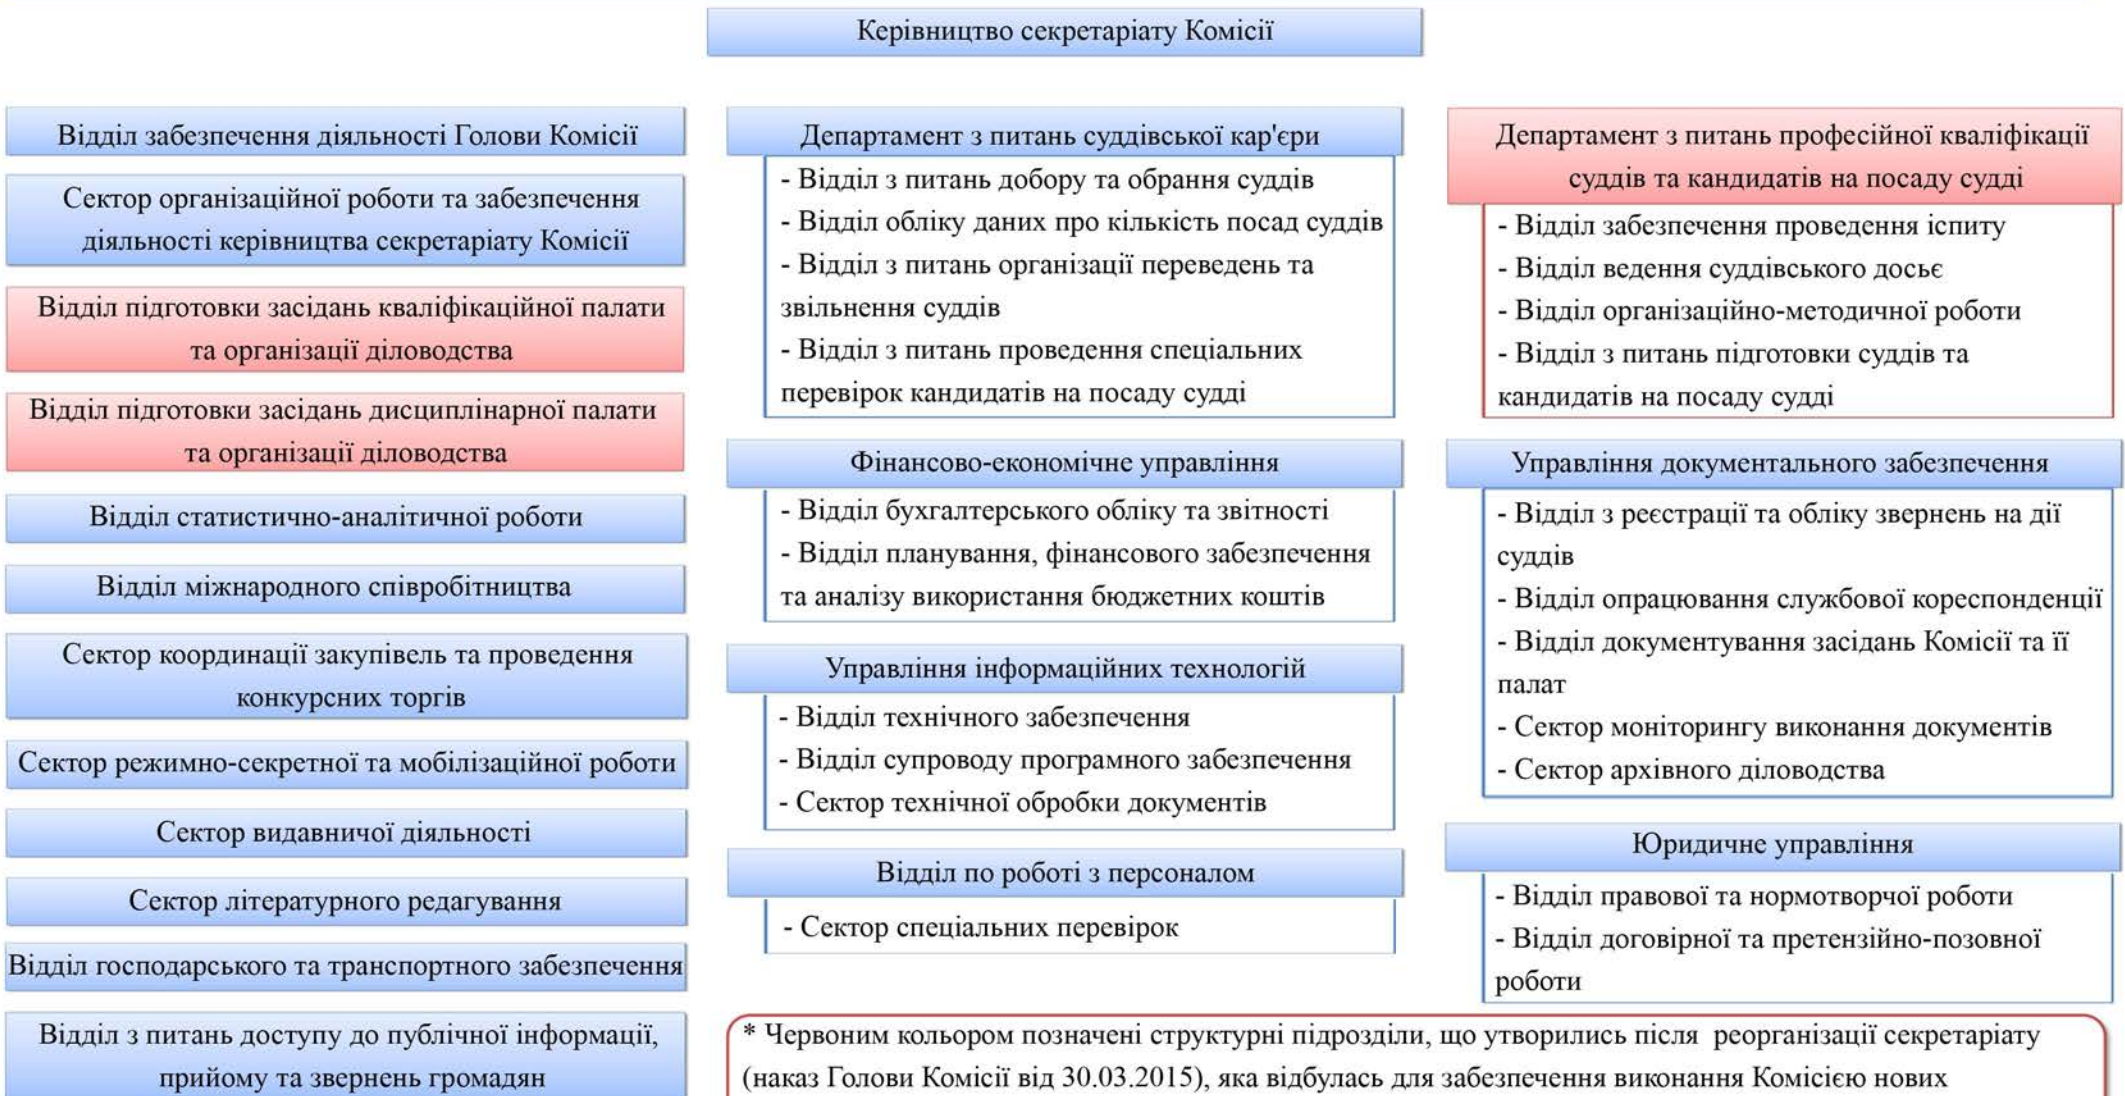 Керівництво секретаріату Комісії
Відділ забезпечення діяльності Голови Комісії
Сектор організаційної роботи та забезпечення
діяльності керівництва секретаріату Комісії
Відділ підготовки засідань кваліфікаційної палати
та організації діловодства
Відділ підготовки засідань дисциплінарної палати
та організації діловодства
Відділ статистично-аналітичної роботи
Відділ міжнародного співробітництва
Сектор координації закупівель та проведення
конкурсних торгів
Сектор режимно-секретної та мобілізаційної роботи
Сектор видавничої діяльності
Сектор літературного редагування
Відділ господарського та транспортного забезпечення
Відділ з питань доступу до публічної інформації,
прийому та звернень громадян
Департамент з питань суддівської кар'єри
- Відділ з питань добору та обрання суддів
- Відділ обліку даних про кількість посад суддів
- Відділ з питань організації переведень та
звільнення суддів
- Відділ з питань проведення спеціальних
перевірок кандидатів на посаду судді
Фінансово-економічне управління
- Відділ бухгалтерського обліку та звітності
- Відділ планування, фінансового забезпечення
та аналізу використання бюджетних коштів
Управління інформаційних технологій
- Відділ технічного забезпечення
- Відділ супроводу програмного забезпечення
- Сектор технічної обробки документів
Відділ по роботі з персоналом
- Сектор спеціальних перевірок
Департамент з питань професійної кваліфікації
суддів та кандидатів на посаду судді
- Відділ забезпечення проведення іспиту
- Відділ ведення суддівського досьє
- Відділ організаційно-методичної роботи
- Відділ з питань підготовки суддів та
кандидатів на посаду судді
Управління документального забезпечення
- Відділ з реєстрації та обліку звернень на дії
суддів
- Відділ опрацювання службової кореспонденції
- Відділ документування засідань Комісії та її
палат
- Сектор моніторингу виконання документів
- Сектор архівного діловодства
Юридичне управління
- Відділ правової та нормотворчої роботи
- Відділ договірної та претензійно-позовної
роботи
* Червоним кольором позначені структурні підрозділи, що утворились після реорганізації секретаріату
(наказ Голови Комісії від 30.03.2015), яка відбулась для забезпечення виконання Комісією нових